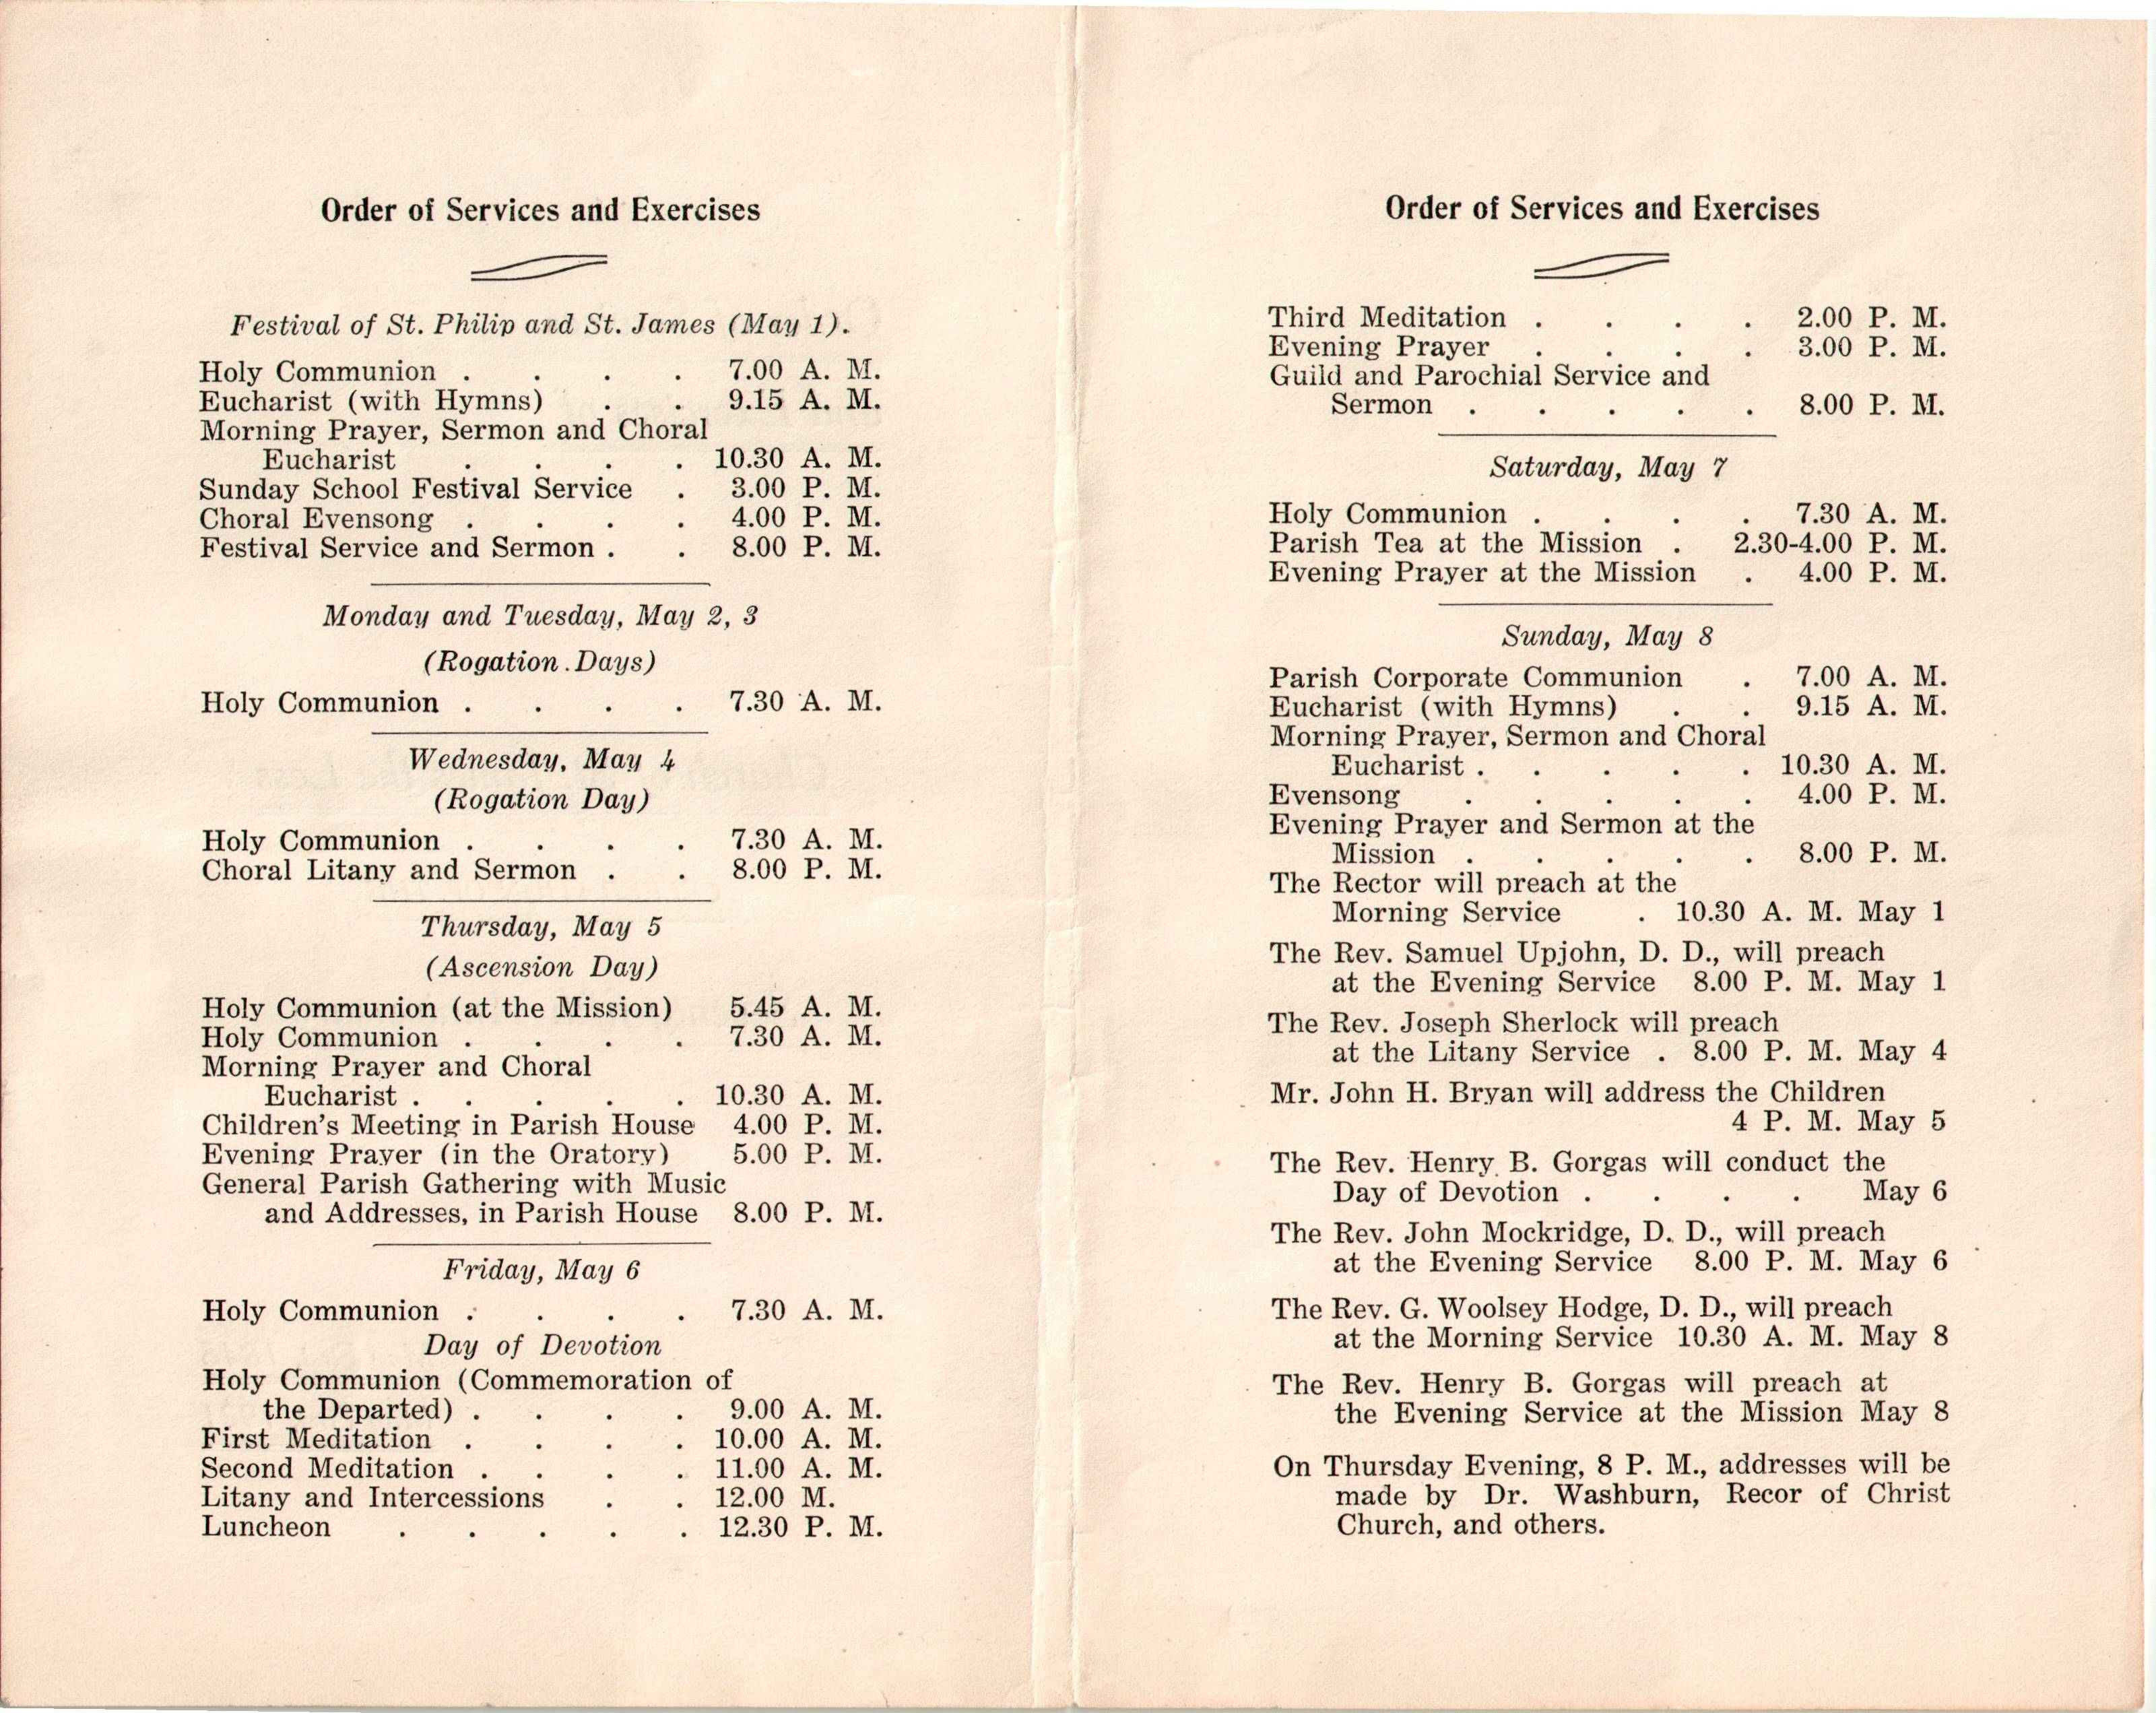 Order of Services and Exercises
Festival of St. Philip and St. James (May 1).
Holy Communion . . . . 7.00 A. M.
Eucharist (with Hymns) . . 9.15 A. M.
Morning Prayer, Sermon and Choral
Eucharist . . . . 10.30 A. M.
Sunday School Festival Service . 3.00 P. M.
Choral Evensong . . . . 4.00 P. M.
Festival Service and Sermon . . 8.00 P. M.
Monday and Tuesday, May 2, 3
(Rogation Days)
Holy Communion . . . . 7.30 A. M.
Wednesday, May 4
(Rogation Day)
Holy Communion . . . . 7.30 A. M.
Choral Litany and Sermon . . 8.00 P. M.
Thursday, May 5
(Ascension Day)
Holy Communion (at the Mission) 5.45 A. M.
Holy Communion . . . . 7.30 A. M.
Morning Prayer and Choral
Eucharist . . . . . 10.30 A. M.
Children's Meeting in Parish House 4.00 P. M.
Evening Prayer (in the Oratory) 5.00 P. M.
General Parish Gathering with Music
and Addresses, in Parish House 8.00 P. M.
Friday, May 6
Holy Communion . . . . 7.30 A. M.
Day of Devotion
Holy Communion (Commemoration of
the Departed) . . . . 9.00 A. M.
First Meditation . . . . 10.00 A. M.
Second Meditation . . . . 11.00 A. M.
Litany and Intercessions . . 12.00 M.
Luncheon . . . . . 12.30 P. M.
Order of Services and Exercises
Third Meditation . . . . 2.00 P. M.
Evening Prayer . . . . 3.00 P. M.
Guild and Parochial Service and
Sermon . . . . . 8.00 P. M.
Saturday, May 7
Holy Communion . . . . 7.30 A. M.
Parish Tea at the Mission . 2.30-4.00 P. M.
Evening Prayer at the Mission . 4.00 P. M.
Sunday, May 8
Parish Corporate Communion . 7.00 A. M.
Eucharist (with Hymns) . . 9.15 A. M.
Morning Prayer, Sermon and Choral
Eucharist . . . . . 10.30 A. M.
Evensong . . . . . 4.00 P. M.
Evening Prayer and Sermon at the
Mission . . . . . 8.00 P. M.
The Rector will preach at the
Morning Service . 10.30 A. M. May 1
The Rev. Samuel Upjohn, D. D., will preach
at the Evening Service 8.00 P. M. May 1
The Rev. Joseph Sherlock will preach
at the Litany Service . 8.00 P. M. May 4
Mr. John H. Bryan will address the Children
4 P. M. May 5
The Rev. Henry B. Gorgas will conduct the
Day of Devotion . . . . May 6
The Rev. John Mockridge, D. D., will preach
at the Evening Service 8.00 P. M. May 6
The Rev. G. Woolsey Hodge, D. D., will preach
at the Morning Service 10.30 A. M. May 8
The Rev. Henry B. Gorgas will preach at
the Evening Service at the Mission May 8
On Thursday Evening, 8 P. M., addresses will be
made by Dr. Washburn, Recor of Christ
Church, and others.